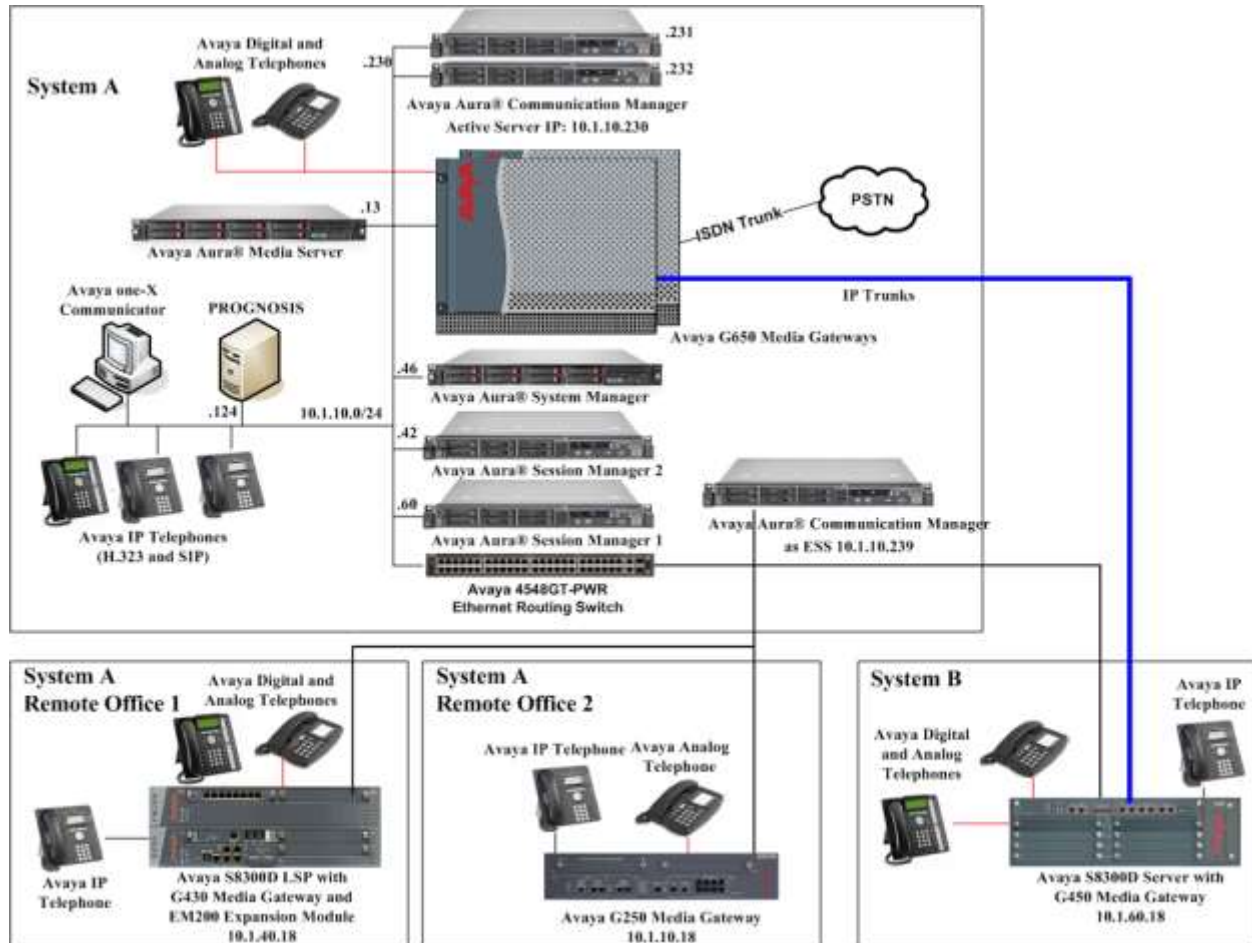 System A
Avaya Digital and
Analog Telephones
.230
.231
.232
Avaya Aura® Communication Manager
Active Server IP: 10.1.10.230
AVAYA
PSTN
ISDN Trunk
.13
Avaya Aura® Media Server
IP Trunks
Avaya G650 Media Gateways
Avaya one-X
Communicator
PROGNOSIS
.124
10.1.10.0/24
.46
Avaya Aura® System Manager
.42
Avaya Aura® Session Manager 2
.60
Avaya Aura® Session Manager 1
Avaya IP Telephones
(H.323 and SIP)
Avaya Aura® Communication Manager
as ESS 10.1.10.239
Avaya 4548GT-PWR
Ethernet Routing Switch
System A
Remote Office 1
Avaya Digital and
Analog Telephones
Avaya IP
Telephone
Avaya S8300D LSP with
G430 Media Gateway and
EM200 Expansion Module
10.1.40.18
System A
Remote Office 2
Avaya IP Telephone
Avaya Analog
Telephone
Avaya G250 Media Gateway
10.1.10.18
System B
Avaya IP
Telephone
Avaya Digital
and Analog
Telephones
Avaya S8300D Server with
G450 Media Gateway
10.1.60.18